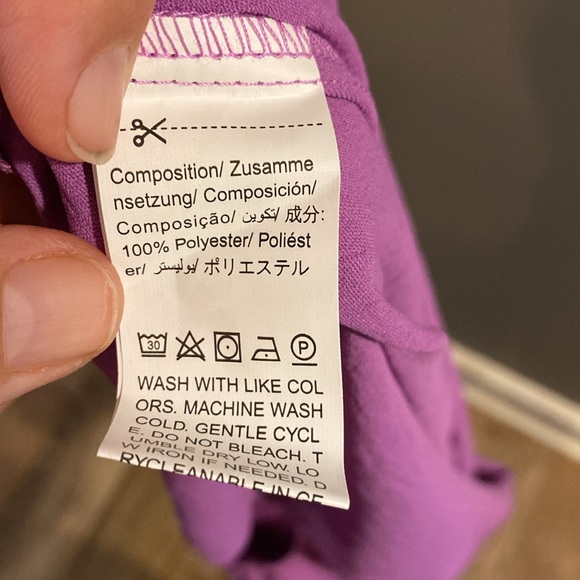 Composition/ Zusamme
nsetzung/ Composición/
Composição/ تكوين/ 成分:
100% Polyester/ Poliést
er/ بوليستر/ ポリエステル
30 P
WASH WITH LIKE COL
ORS. MACHINE WASH
COLD. GENTLE CYCL
E. DO NOT BLEACH. T
UMBLE DRY LOW. LO
W IRON IF NEEDED. D
RYCLEANABLE IN CE